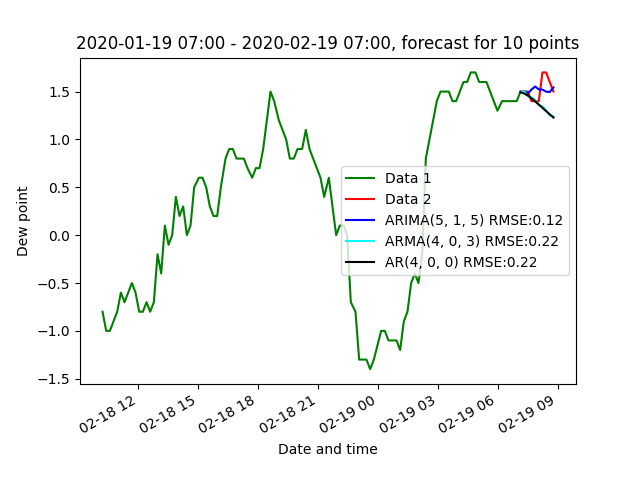 2020-01-19 07:00 - 2020-02-19 07:00, forecast for 10 points
Dew point
1.5
1.0
0.5
0.0
−0.5
−1.0
−1.5
Data 1
Data 2
ARIMA(5, 1, 5) RMSE:0.12
ARMA(4, 0, 3) RMSE:0.22
AR(4, 0, 0) RMSE:0.22
02-18 12
02-18 15
02-18 18
02-18 21
02-19 00
02-19 03
02-19 06
02-19 09
Date and time